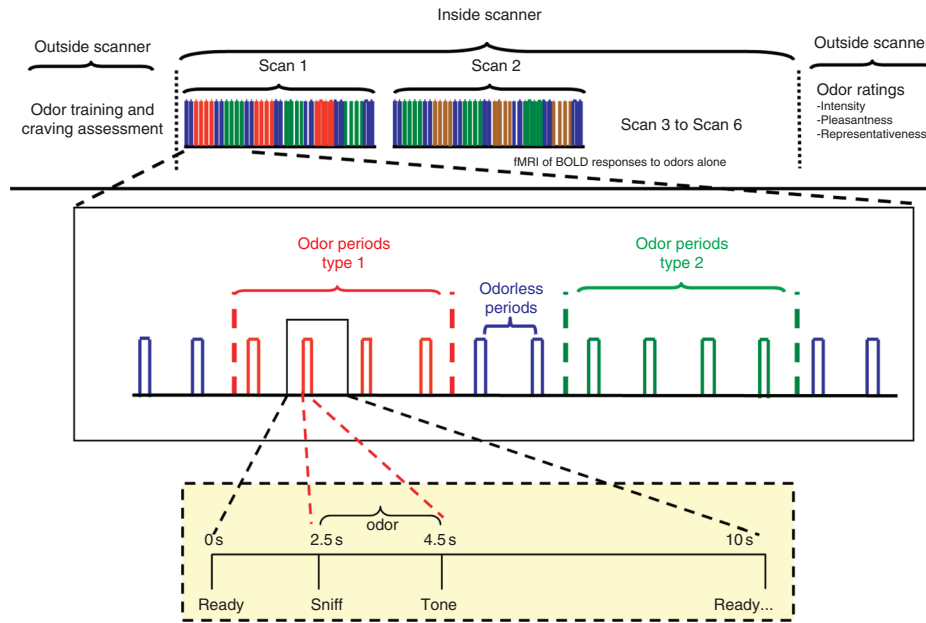 Inside scanner
Outside scanner
Outside scanner
Scan 1
Scan 2
Odor training and
craving assessment
Scan 3 to Scan 6
Odor ratings
-Intensity
-Pleasantness
-Representativeness
fMRI of BOLD responses to odors alone
Odor periods
type 1
Odorless
periods
Odor periods
type 2
odor
0 s
2.5 s
4.5 s
10 s
Ready
Sniff
Tone
Ready...